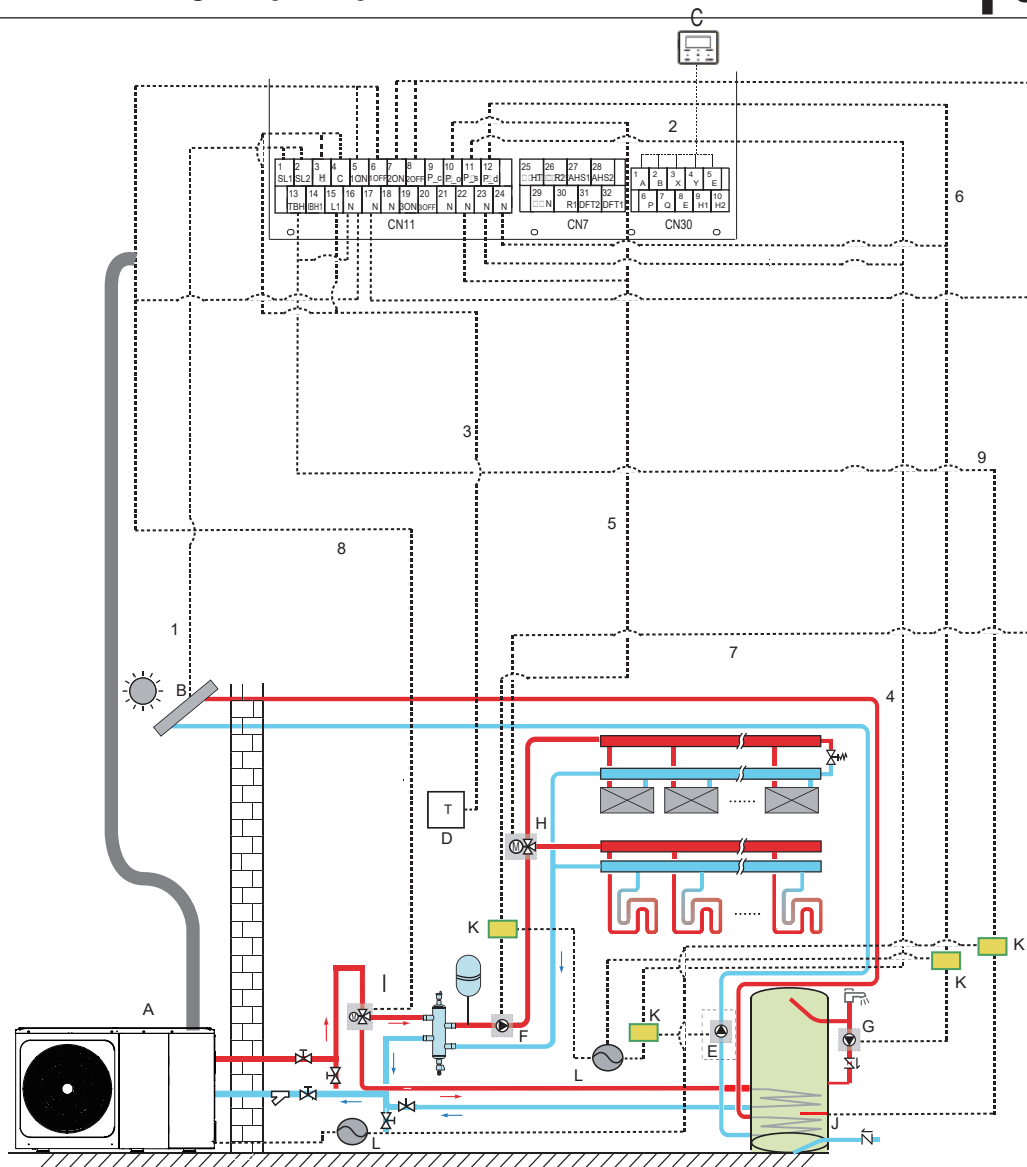 C
2
1 2 3 4 5 6 7 8 9 10 11 12
SL1 SL2 H C 1ON 1OFF 2ON 2OFF P_c P_o P_s P_d
13 14 15 16 17 18 19 20 21 22 23 24
TBH IBH1 L1 N N N 3ON 3OFF N N N N
CN11
25 26 27 28
HT R2 AHS1 AHS2
29 30 31 32
N R1 DFT2 DFT1
CN7
1 2 3 4 5
A B X Y E
6 7 8 9 10
P Q E H1 H2
CN30
6
3
9
5
8
1
7
B
4
T
D
H
M
K
K
I
A
K
M
F
K
G
E
L
J
L